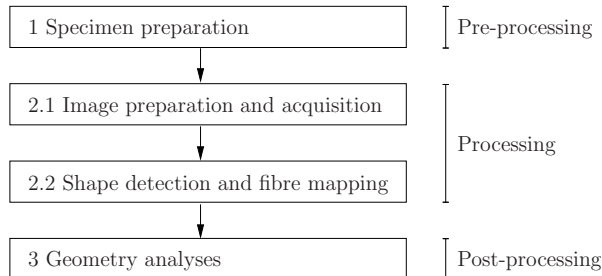 1 Specimen preparation
Pre-processing
2.1 Image preparation and acquisition
Processing
2.2 Shape detection and fibre mapping
3 Geometry analyses
Post-processing